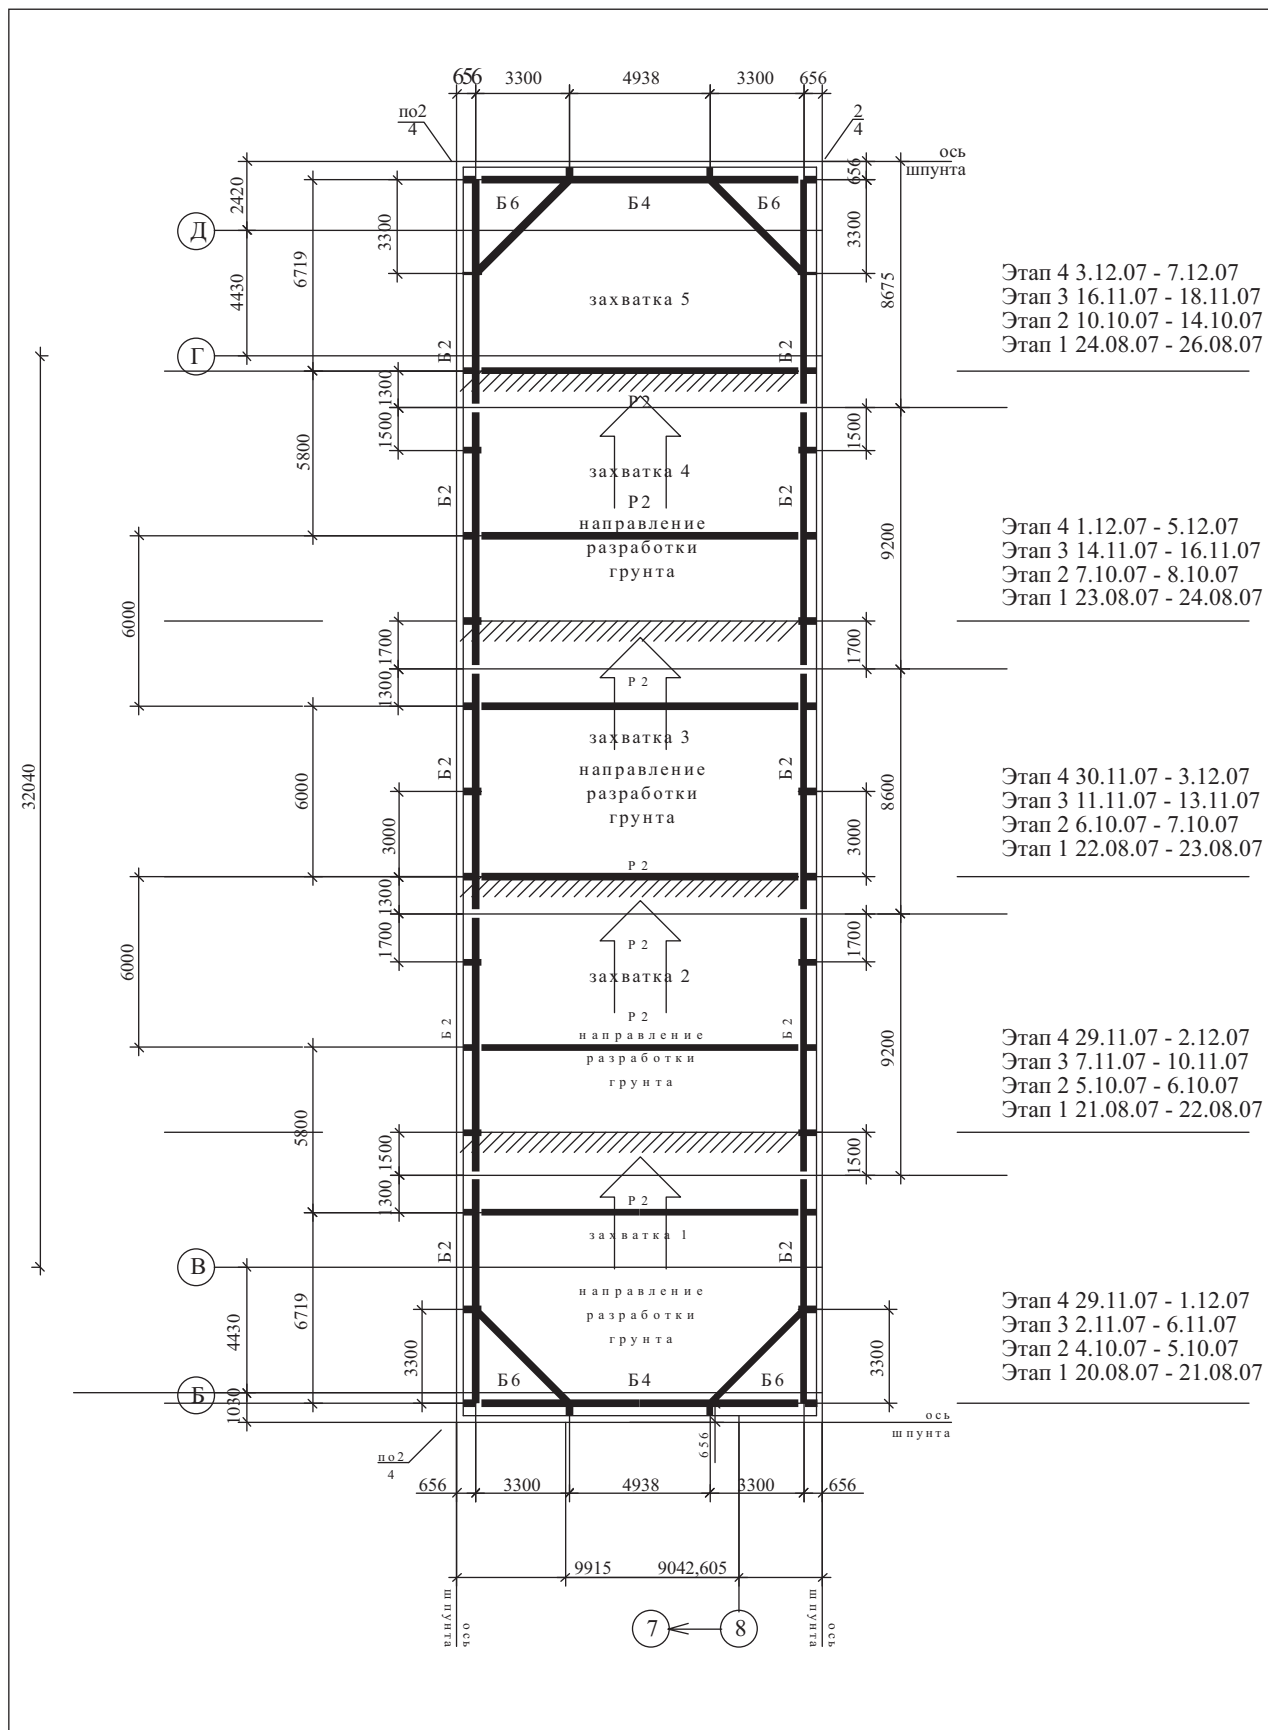 656 3300 4938 3300 656
по2
4
2
4
ось
шпунта
656
2420
3300
3300
6719
Б6 Б4 Б6
Д
4430
8675
захватка 5
Этап 4 3.12.07 - 7.12.07
Этап 3 16.11.07 - 18.11.07
Этап 2 10.10.07 - 14.10.07
Этап 1 24.08.07 - 26.08.07
Г
Б2 Б2
1300
Р2
1500
1500
5800
захватка 4
Б2 Б2
Р2
направление
разработки
грунта
9200
Этап 4 1.12.07 - 5.12.07
Этап 3 14.11.07 - 16.11.07
Этап 2 7.10.07 - 8.10.07
Этап 1 23.08.07 - 24.08.07
6000
1700
1700
1300
Р2
захватка 3
Б2 Б2
направление
разработки
грунта
32040
6000
8600
3000
3000
Этап 4 30.11.07 - 3.12.07
Этап 3 11.11.07 - 13.11.07
Этап 2 6.10.07 - 7.10.07
Этап 1 22.08.07 - 23.08.07
Р2
1300
1700
1700
6000
Р2
захватка 2
Р2
Б2 Б2
направление
разработки
грунта
9200
Этап 4 29.11.07 - 2.12.07
Этап 3 7.11.07 - 10.11.07
Этап 2 5.10.07 - 6.10.07
Этап 1 21.08.07 - 22.08.07
5800
1500
1500
1300
Р2
захватка 1
Б2 Б2
В
направление
разработки
грунта
6719
4430
3300
3300
Этап 4 29.11.07 - 1.12.07
Этап 3 2.11.07 - 6.11.07
Этап 2 4.10.07 - 5.10.07
Этап 1 20.08.07 - 21.08.07
Б6 Б4 Б6
Б
1030
ось
шпунта
656
по2
4
656 3300 4938 3300 656
9915 9042,605
ось
шпунта
ось
шпунта
7 8